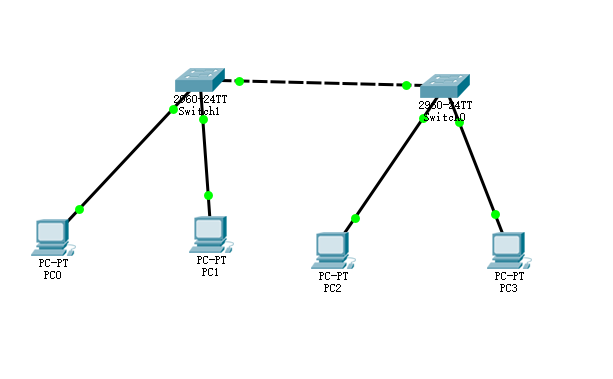 2960-24TT
Switch1
2960-24TT
Switch0
PC-PT
PC0
PC-PT
PC1
PC-PT
PC2
PC-PT
PC3